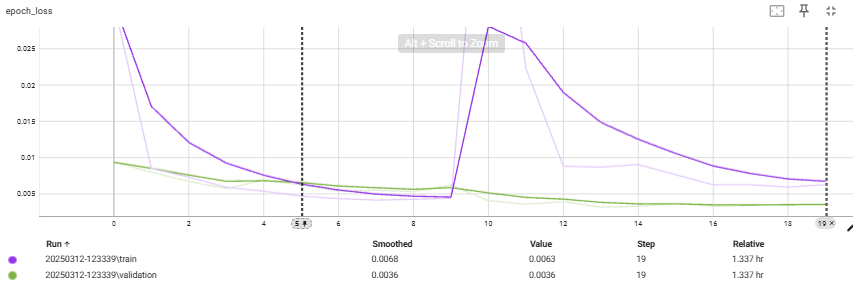 epoch_loss
Alt + Scroll to Zoom
0.025
0.02
0.015
0.01
0.005
0 2 4 5 6 8 10 12 14 16 18 19
Run ↑ Smoothed Value Step Relative
20250312-123339\train 0.0068 0.0063 19 1.337 hr
20250312-123339\validation 0.0036 0.0036 19 1.337 hr